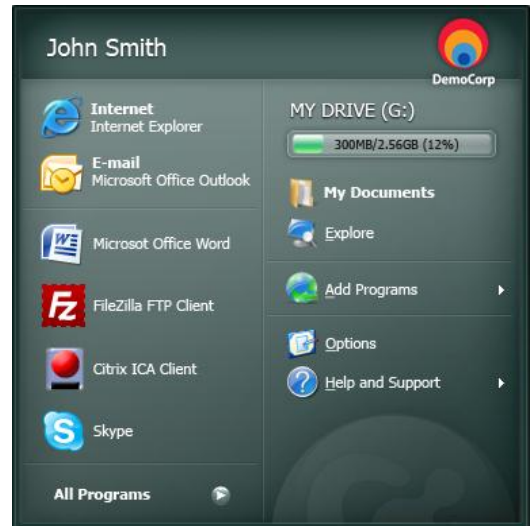 John Smith
DemoCorp
Internet
Internet Explorer
E-mail
Microsoft Office Outlook
Microsot Office Word
FileZilla FTP Client
Citrix ICA Client
Skype
All Programs
MY DRIVE (G:)
300MB/2.56GB (12%)
My Documents
Explore
Add Programs
Options
Help and Support